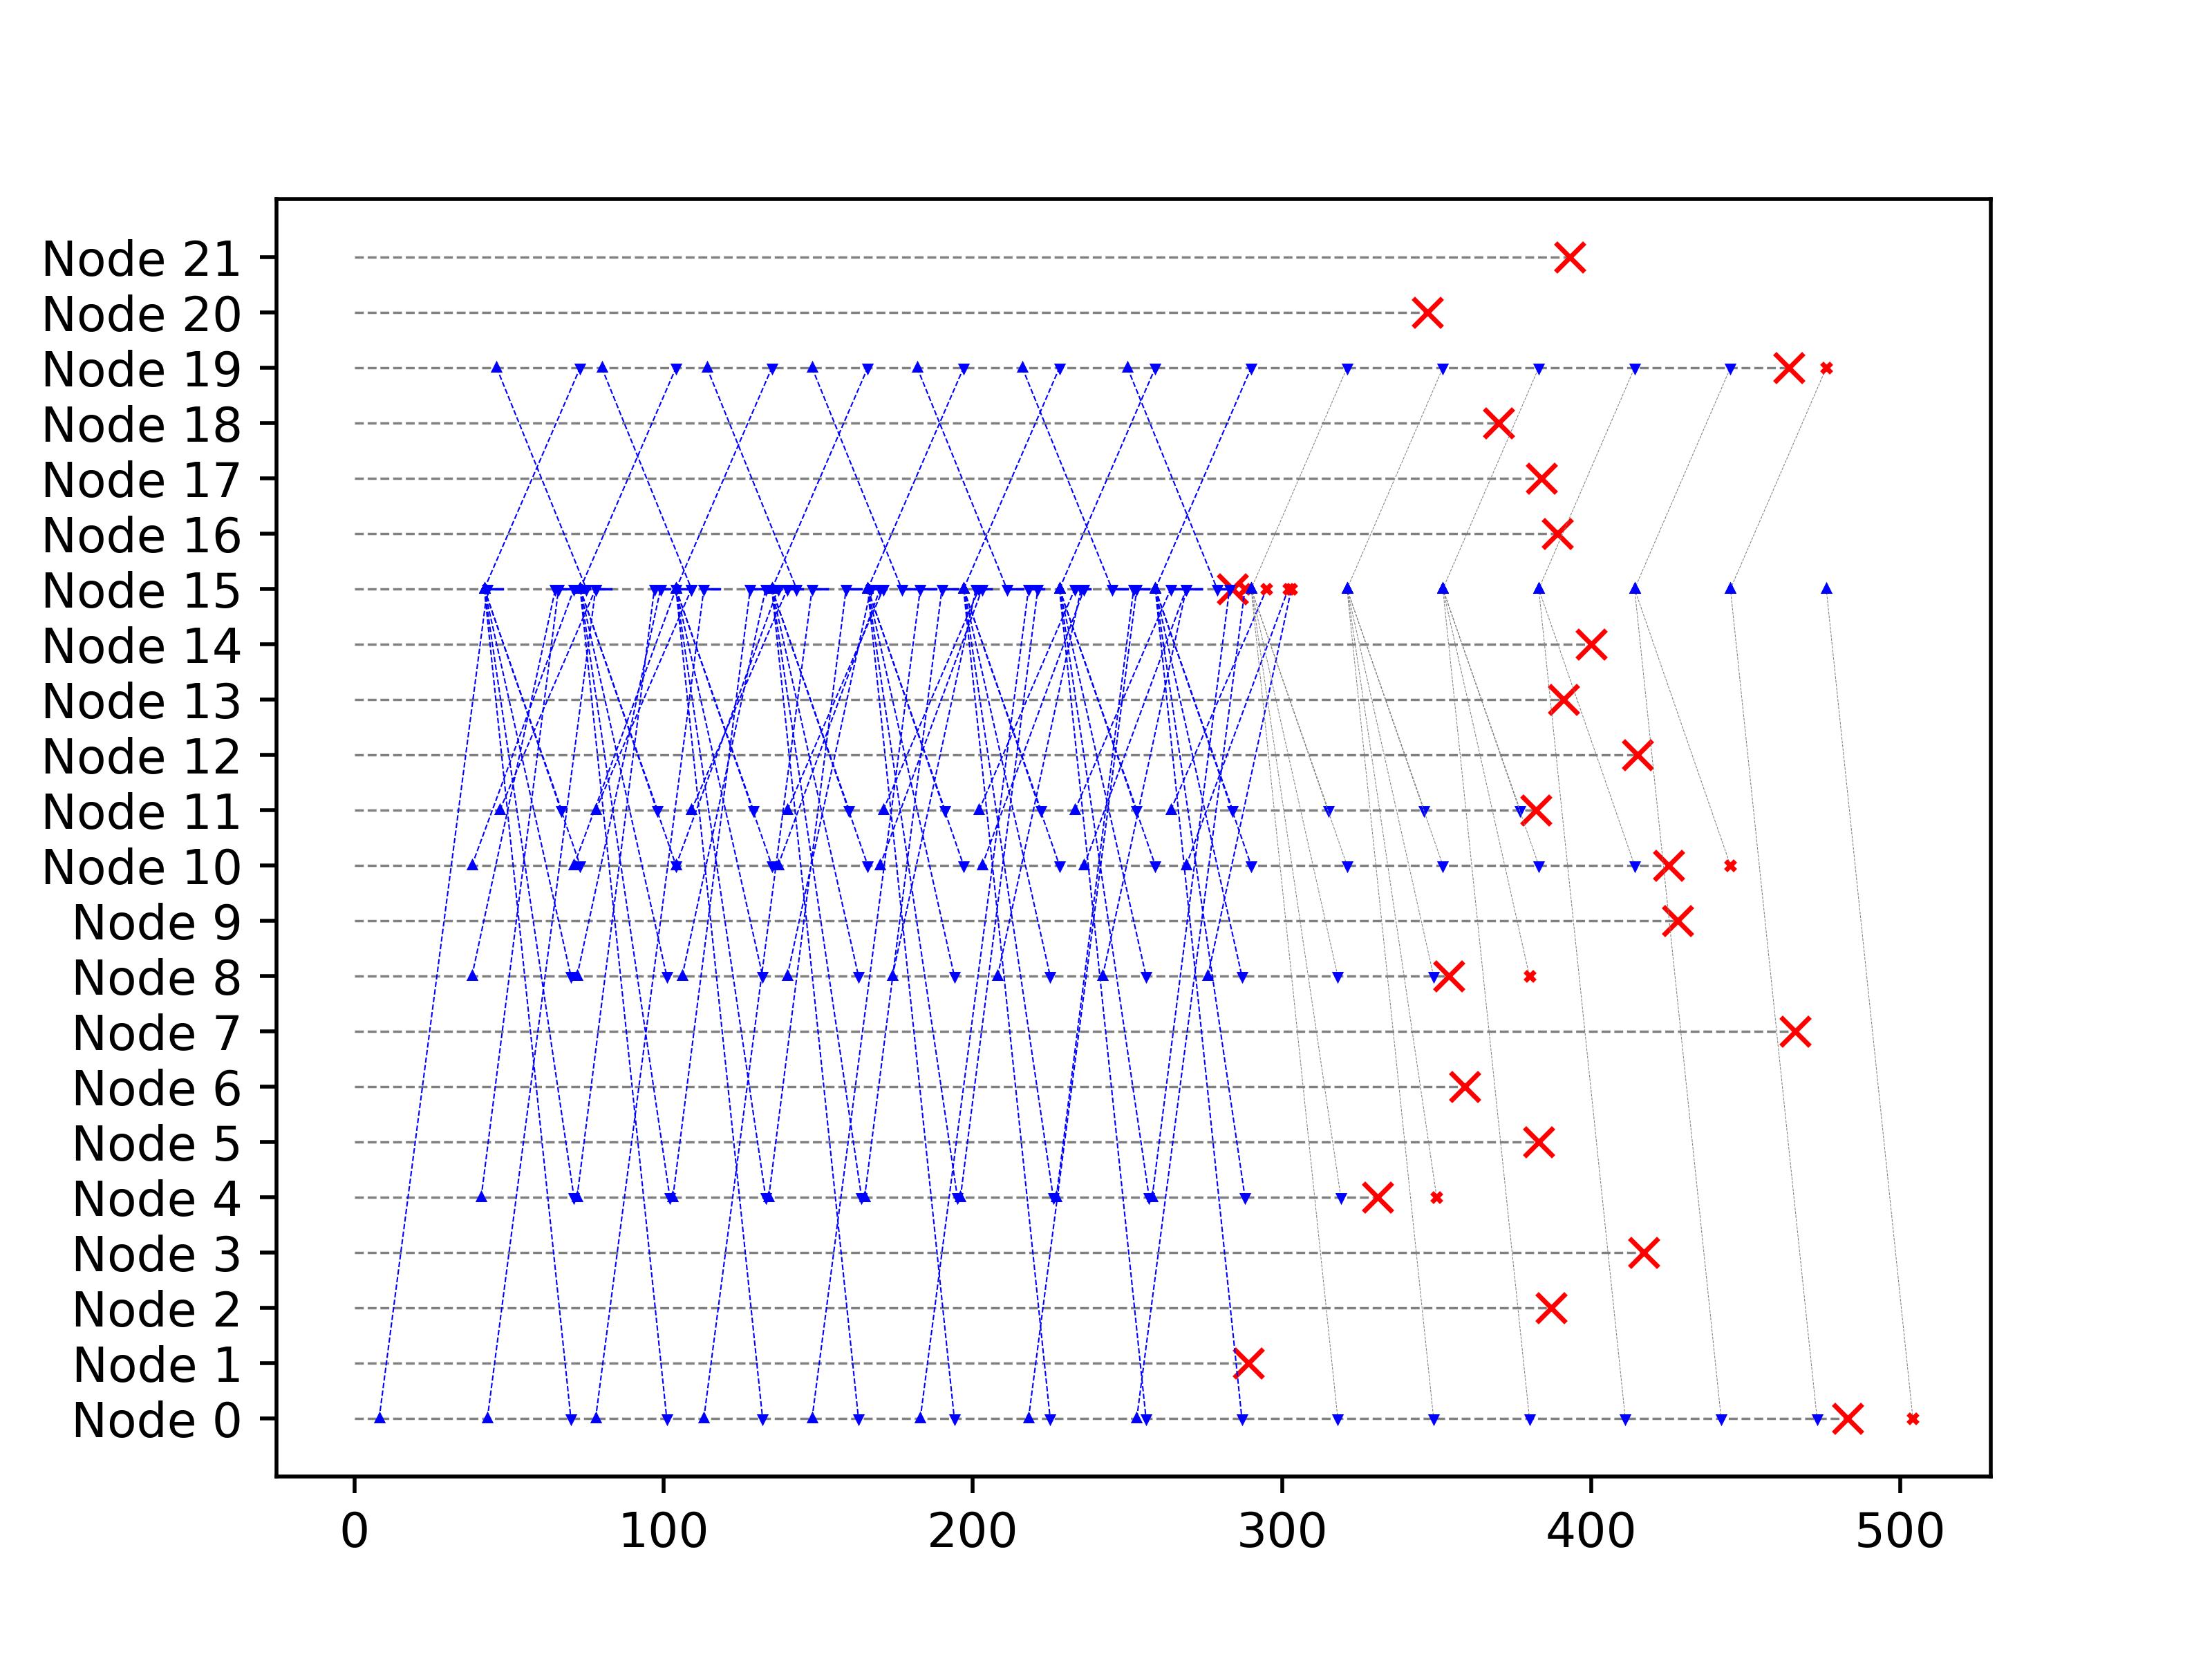 Node 21
Node 20
Node 19
Node 18
Node 17
Node 16
Node 15
Node 14
Node 13
Node 12
Node 11
Node 10
Node 9
Node 8
Node 7
Node 6
Node 5
Node 4
Node 3
Node 2
Node 1
Node 0
0 100 200 300 400 500